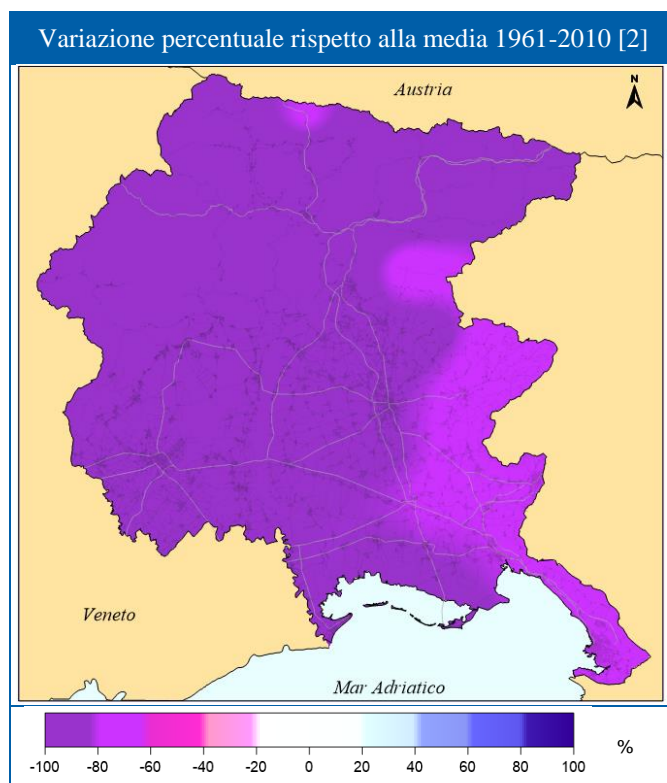 Variazione percentuale rispetto alla media 1961-2010 [2]
Austria
N
Veneto
Mar Adriatico
-100 -80 -60 -40 -20 0 20 40 60 80 100 %